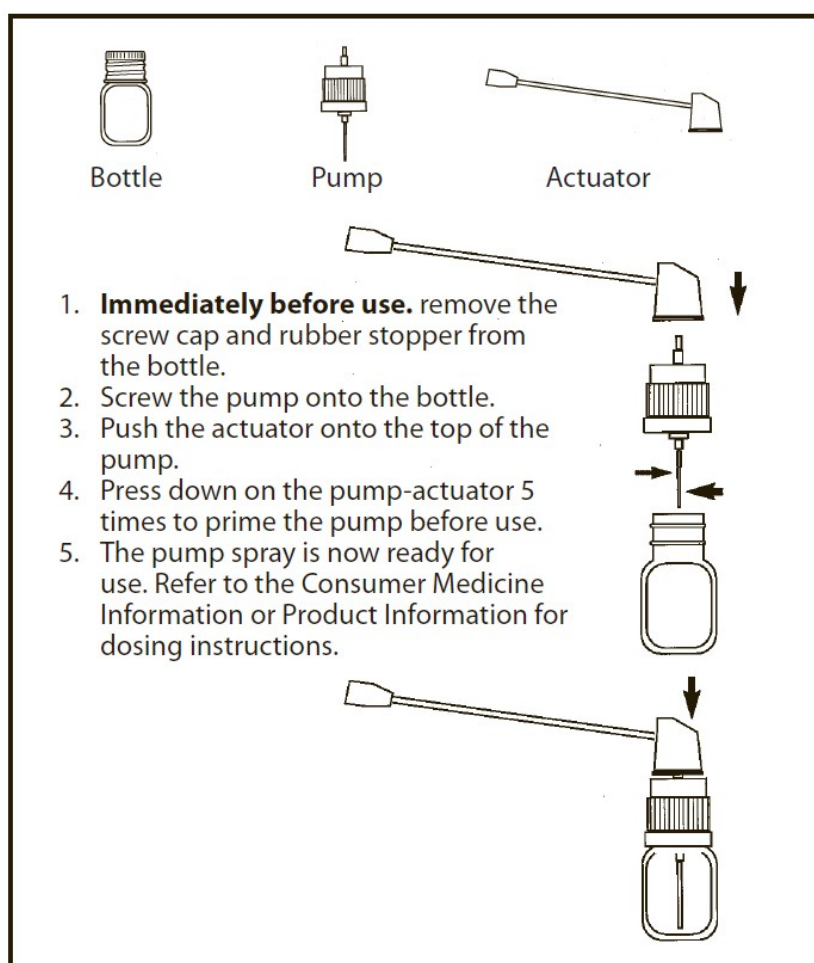 Bottle
Pump
Actuator
1. Immediately before use. remove the
screw cap and rubber stopper from
the bottle.
2. Screw the pump onto the bottle.
3. Push the actuator onto the top of the
pump.
4. Press down on the pump-actuator 5
times to prime the pump before use.
5. The pump spray is now ready for
use. Refer to the Consumer Medicine
Information or Product Information for
dosing instructions.